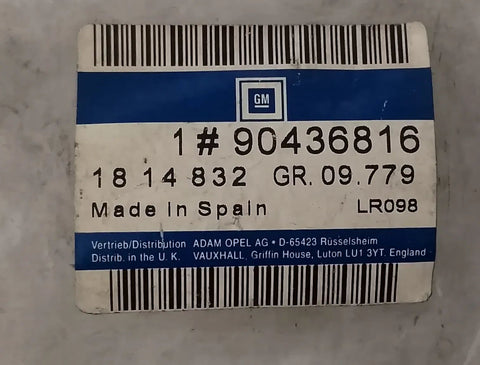 GM
1 # 90436816
18 14 832 GR. 09.779
Made in Spain LR098
Vertrieb/Distribution ADAM OPEL AG • D-65423 Rüsselsheim
Distrib. in the U. K. VAUXHALL, Griffin House, Luton LU1 3YT. England